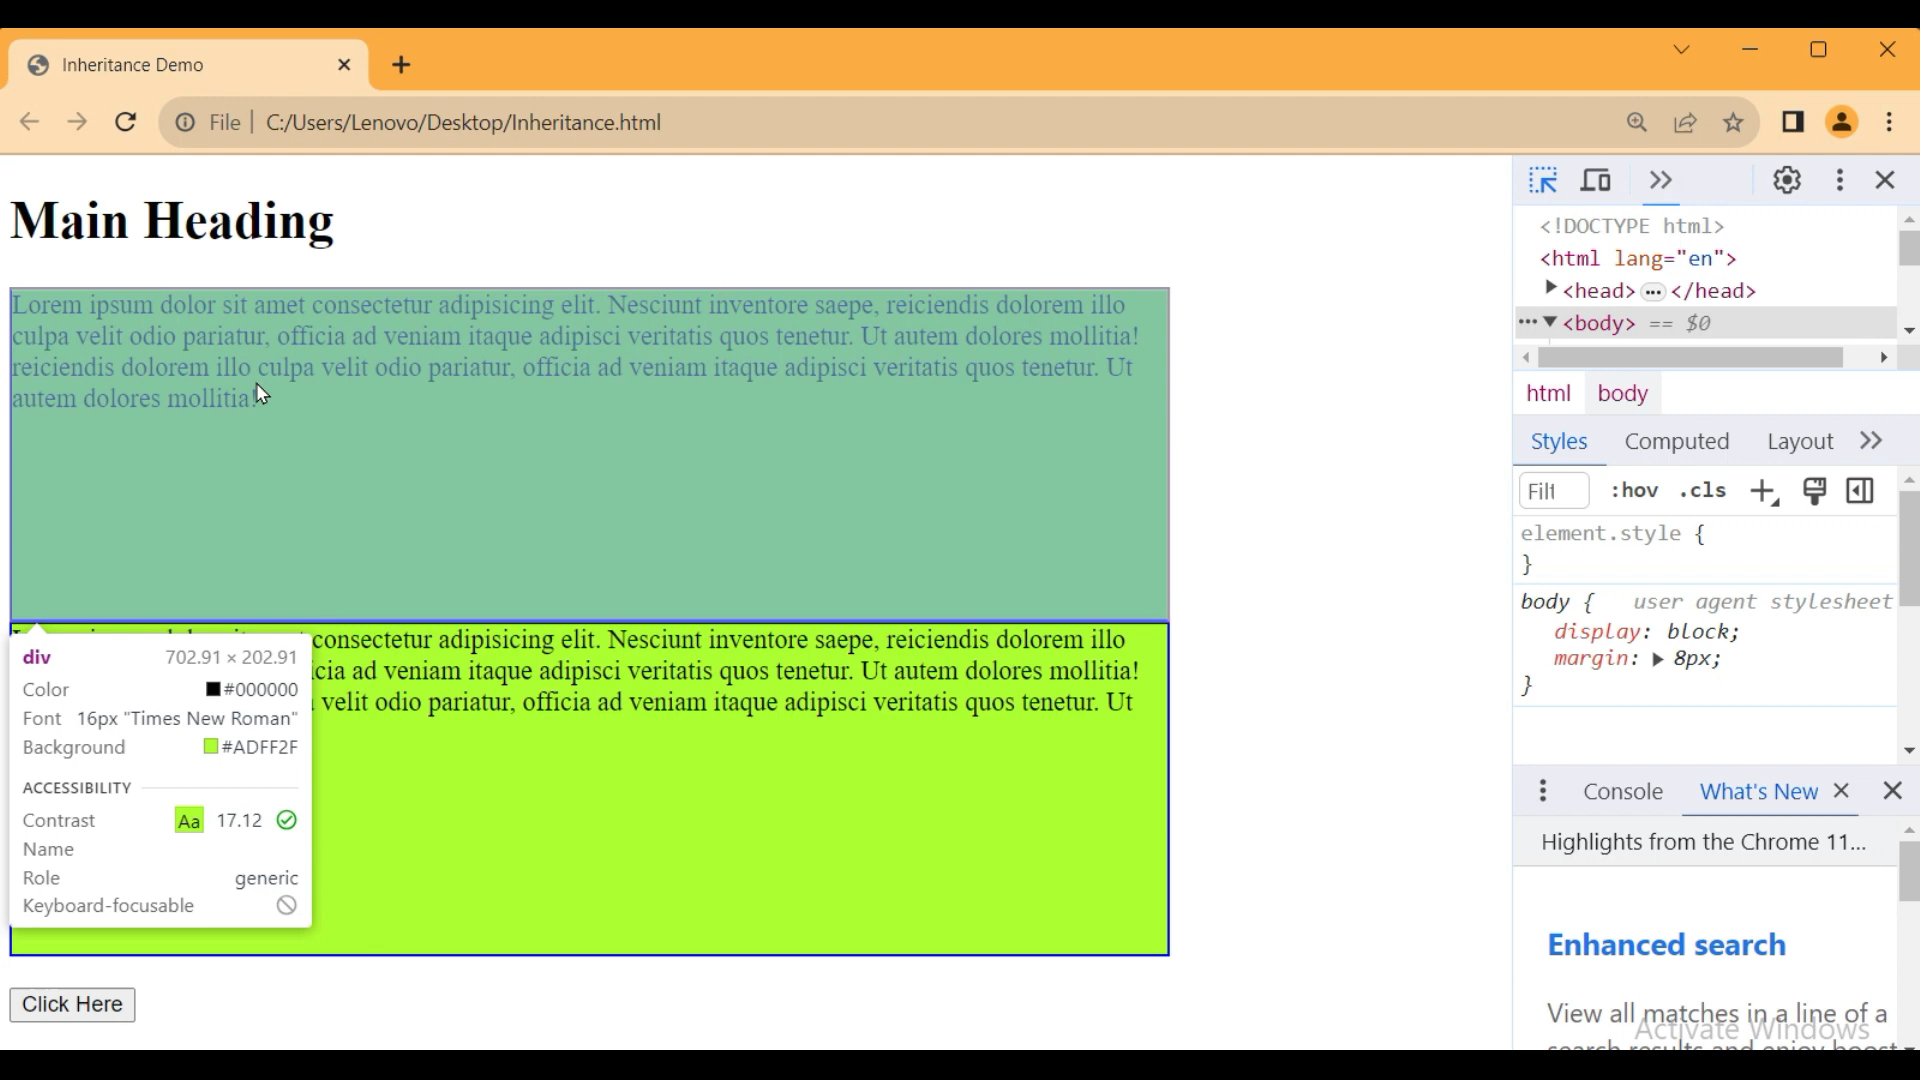 Inheritance Demo
File C:/Users/Lenovo/Desktop/Inheritance.html
Main Heading
Lorem ipsum dolor sit amet consectetur adipisicing elit. Nesciunt inventore saepe, reiciendis dolorem illo
culpa velit odio pariatur, officia ad veniam itaque adipisci veritatis quos tenetur. Ut autem dolores mollitia!
reiciendis dolorem illo culpa velit odio pariatur, officia ad veniam itaque adipisci veritatis quos tenetur. Ut
autem dolores mollitia!
consectetur adipisicing elit. Nesciunt inventore saepe, reiciendis dolorem illo
ad veniam itaque adipisci veritatis quos tenetur. Ut autem dolores mollitia!
velit odio pariatur, officia ad veniam itaque adipisci veritatis quos tenetur. Ut
div 702.91 × 202.91
Color #000000
Font 16px "Times New Roman"
Background #ADFF2F
ACCESSIBILITY
Contrast Aa 17.12
Name
Role generic
Keyboard-focusable
Click Here
<!DOCTYPE html>
<html lang="en">
<head> ••• </head>
••• <body> == $0
html body
Styles Computed Layout
Filt :hov .cls
element.style {
}
body { user agent stylesheet
display: block;
margin: 8px;
}
Console What's New
Highlights from the Chrome 11...
Enhanced search
View all matches in a line of a
Activate Windows
search results and enjoy boost